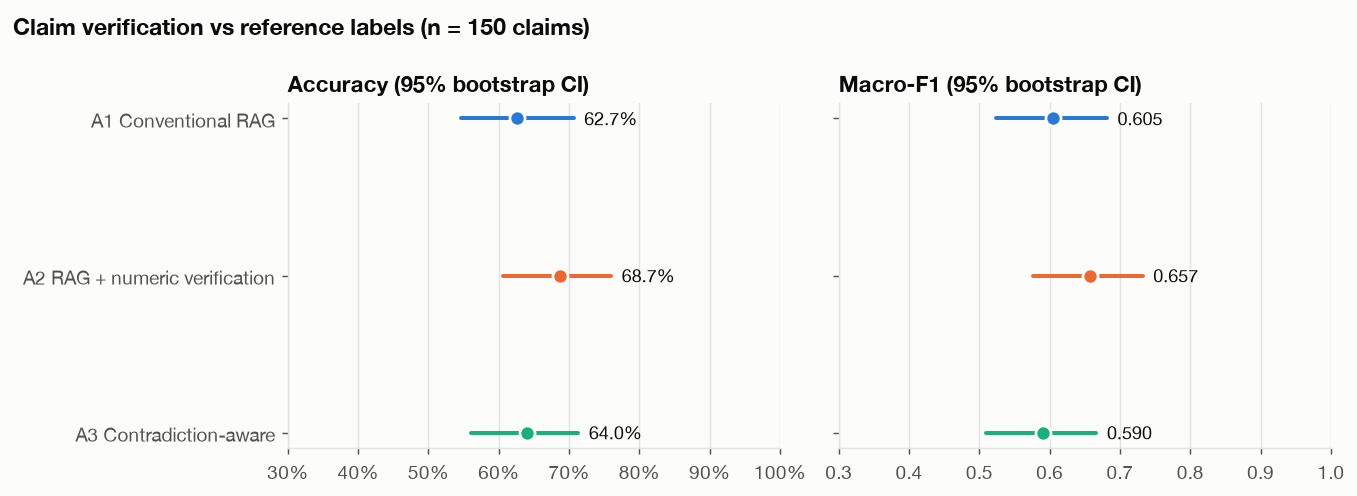 Claim verification vs reference labels (n = 150 claims)
Accuracy (95% bootstrap CI)
Macro-F1 (95% bootstrap CI)
A1 Conventional RAG
62.7%
0.605
A2 RAG + numeric verification
68.7%
0.657
A3 Contradiction-aware
64.0%
0.590
30% 40% 50% 60% 70% 80% 90% 100%
0.3 0.4 0.5 0.6 0.7 0.8 0.9 1.0